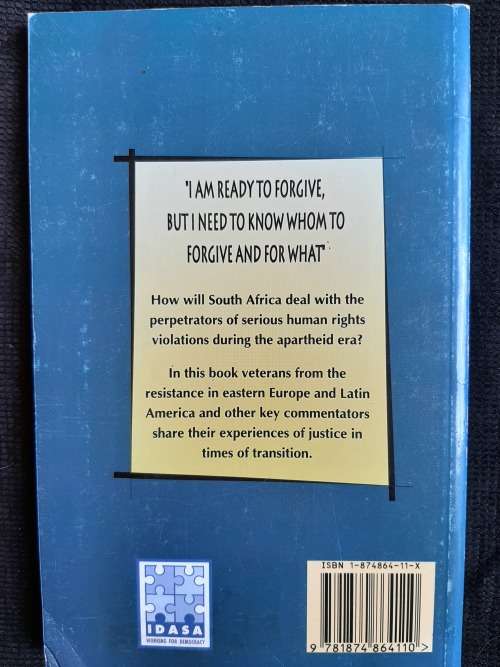 "I AM READY TO FORGIVE,
BUT I NEED TO KNOW WHOM TO
FORGIVE AND FOR WHAT"
How will South Africa deal with the
perpetrators of serious human rights
violations during the apartheid era?
In this book veterans from the
resistance in eastern Europe and Latin
America and other key commentators
share their experiences of justice in
times of transition.
IDASA
WORKING FOR DEMOCRACY
ISBN 1-874864-11-X
9 781874 864110 >